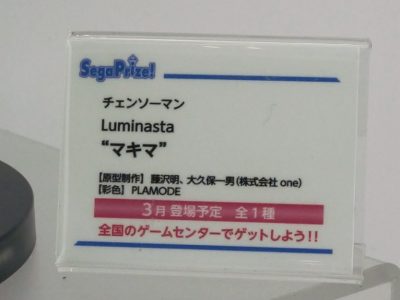 SegaPrize!
チェンソーマン
Luminasta
“マキマ”
【原型制作】 藤沢明、大久保一男(株式会社 one)
【彩色】 PLAMODE
3月 登場予定 全1種
全国のゲームセンターでゲットしよう!!